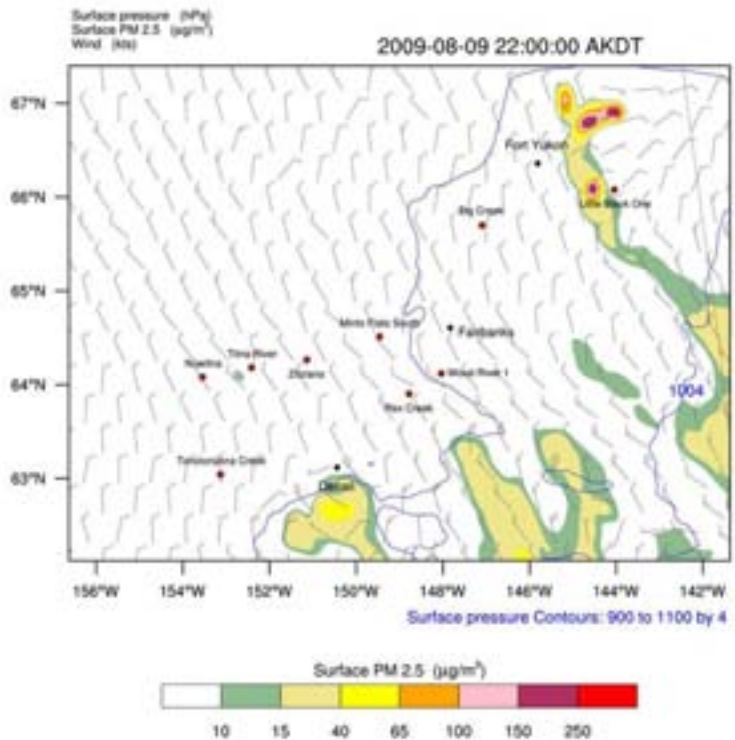 Surface pressure (hPa)
Surface PM 2.5 (µg/m³)
Wind (kts)
2009-08-09 22:00:00 AKDT
67°N
Fort Yukon
66°N
Little Black One
Big Creek
65°N
Minto Flats South
Fairbanks
Titna River
Zitziana
Wood River 1
64°N
1004
Rex Creek
63°N
Denali
156°W 154°W 152°W 150°W 148°W 146°W 144°W 142°W
Surface pressure Contours: 900 to 1100 by 4
Surface PM 2.5 (µg/m³)
10 15 40 65 100 150 250